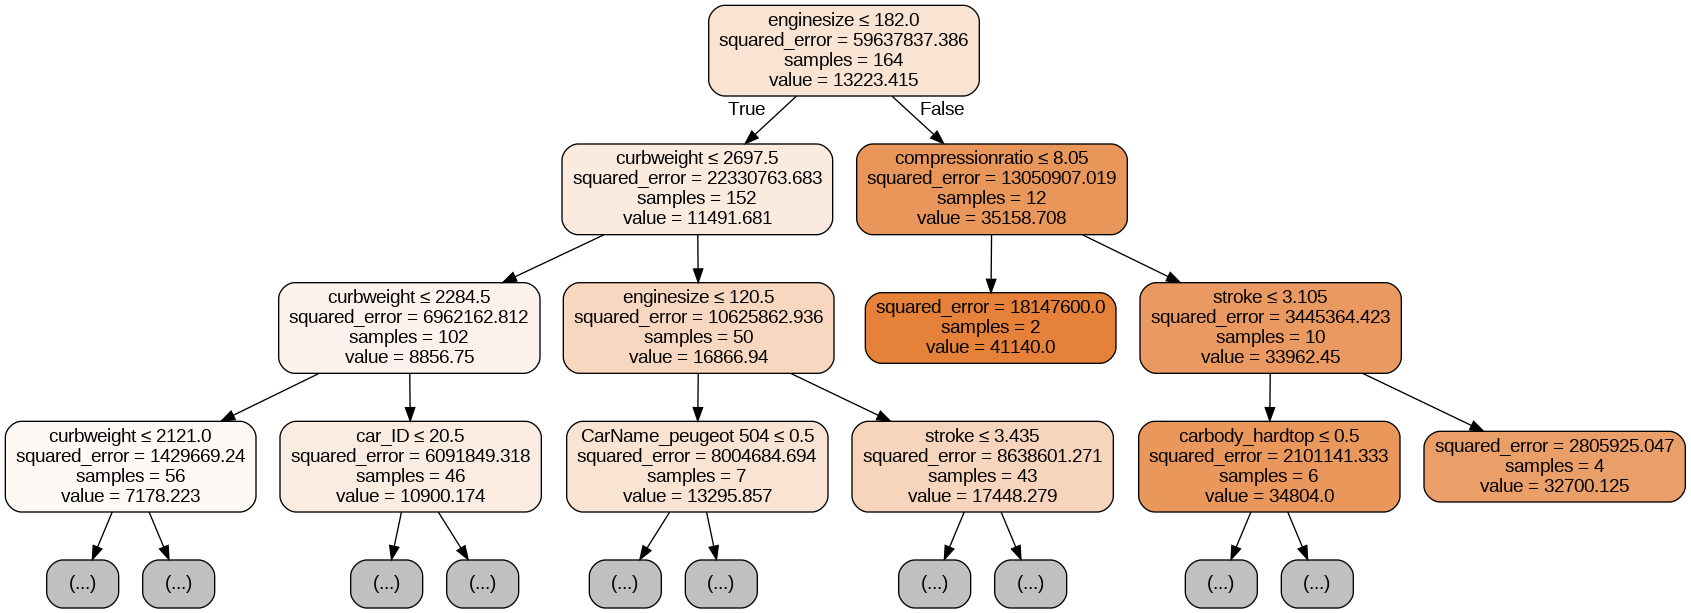 enginesize ≤ 182.0
squared_error = 59637837.386
samples = 164
value = 13223.415
True
False
curbweight ≤ 2697.5
squared_error = 22330763.683
samples = 152
value = 11491.681
compressionratio ≤ 8.05
squared_error = 13050907.019
samples = 12
value = 35158.708
curbweight ≤ 2284.5
squared_error = 6962162.812
samples = 102
value = 8856.75
enginesize ≤ 120.5
squared_error = 10625862.936
samples = 50
value = 16866.94
squared_error = 18147600.0
samples = 2
value = 41140.0
stroke ≤ 3.105
squared_error = 3445364.423
samples = 10
value = 33962.45
curbweight ≤ 2121.0
squared_error = 1429669.24
samples = 56
value = 7178.223
car_ID ≤ 20.5
squared_error = 6091849.318
samples = 46
value = 10900.174
CarName_peugeot 504 ≤ 0.5
squared_error = 8004684.694
samples = 7
value = 13295.857
stroke ≤ 3.435
squared_error = 8638601.271
samples = 43
value = 17448.279
carbody_hardtop ≤ 0.5
squared_error = 2101141.333
samples = 6
value = 34804.0
squared_error = 2805925.047
samples = 4
value = 32700.125
(...)
(...)
(...)
(...)
(...)
(...)
(...)
(...)
(...)
(...)